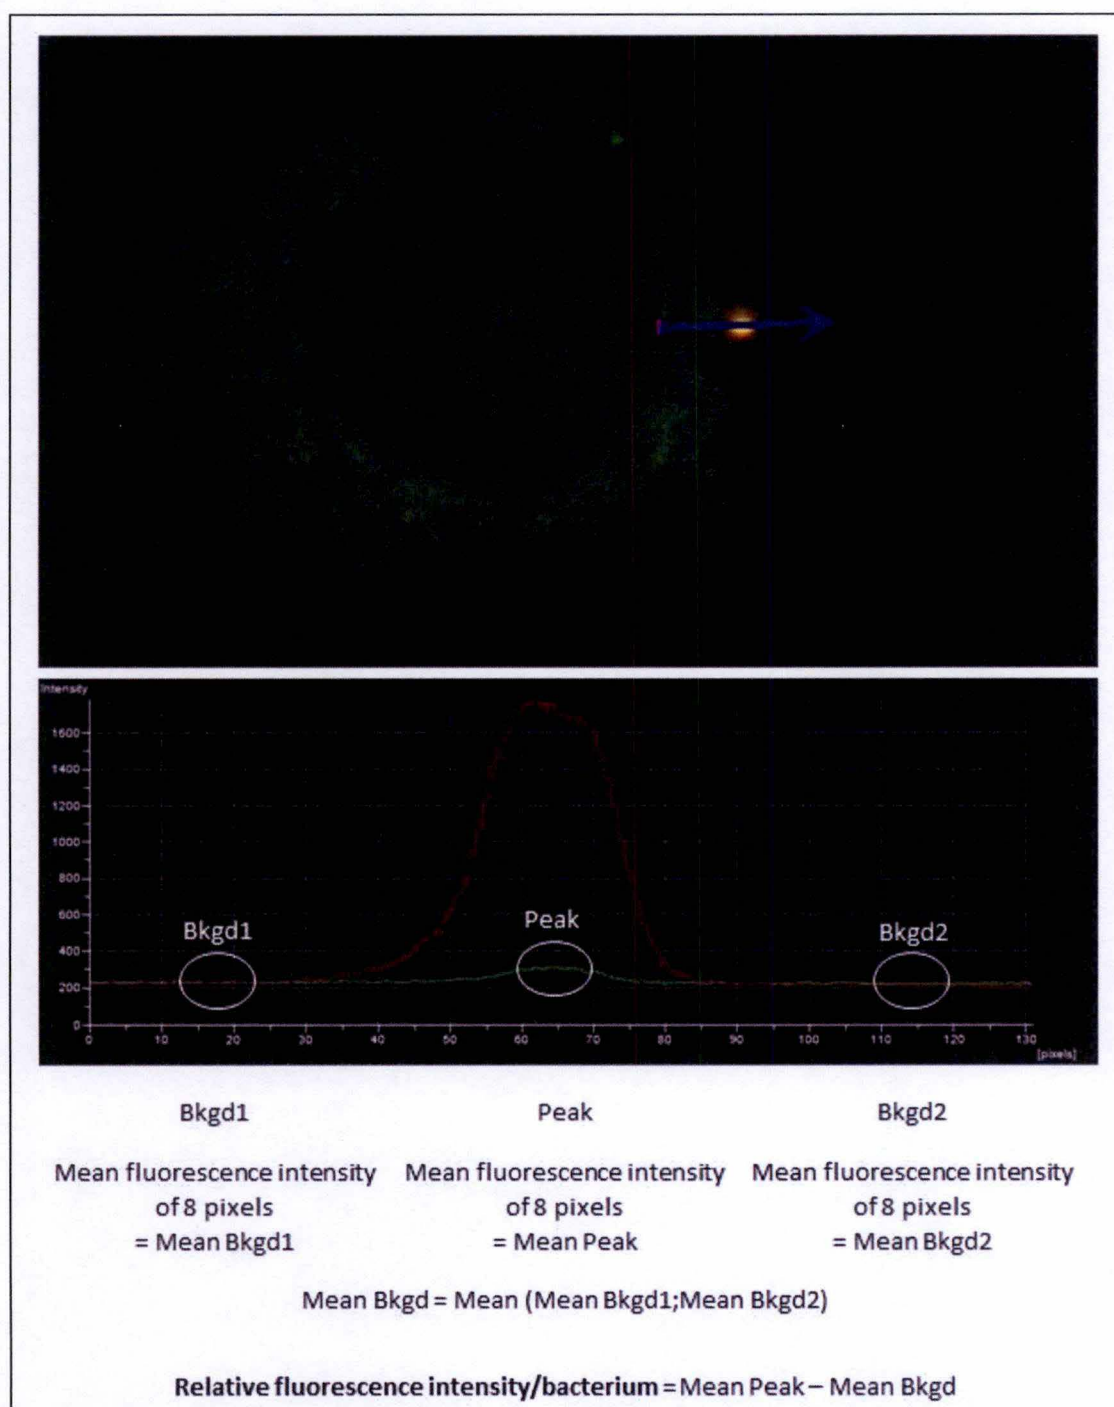 Intensity
1600
1400
1200
1000
800
600
400
200
0
Bkgd1 Peak Bkgd2
0 10 20 30 40 50 60 70 80 90 100 110 120 130
[pixels]
Bkgd1 Peak Bkgd2
Mean fluorescence intensity Mean fluorescence intensity Mean fluorescence intensity
of 8 pixels of 8 pixels of 8 pixels
= Mean Bkgd1 = Mean Peak = Mean Bkgd2
Mean Bkgd = Mean (Mean Bkgd1;Mean Bkgd2)
Relative fluorescence intensity/bacterium = Mean Peak – Mean Bkgd